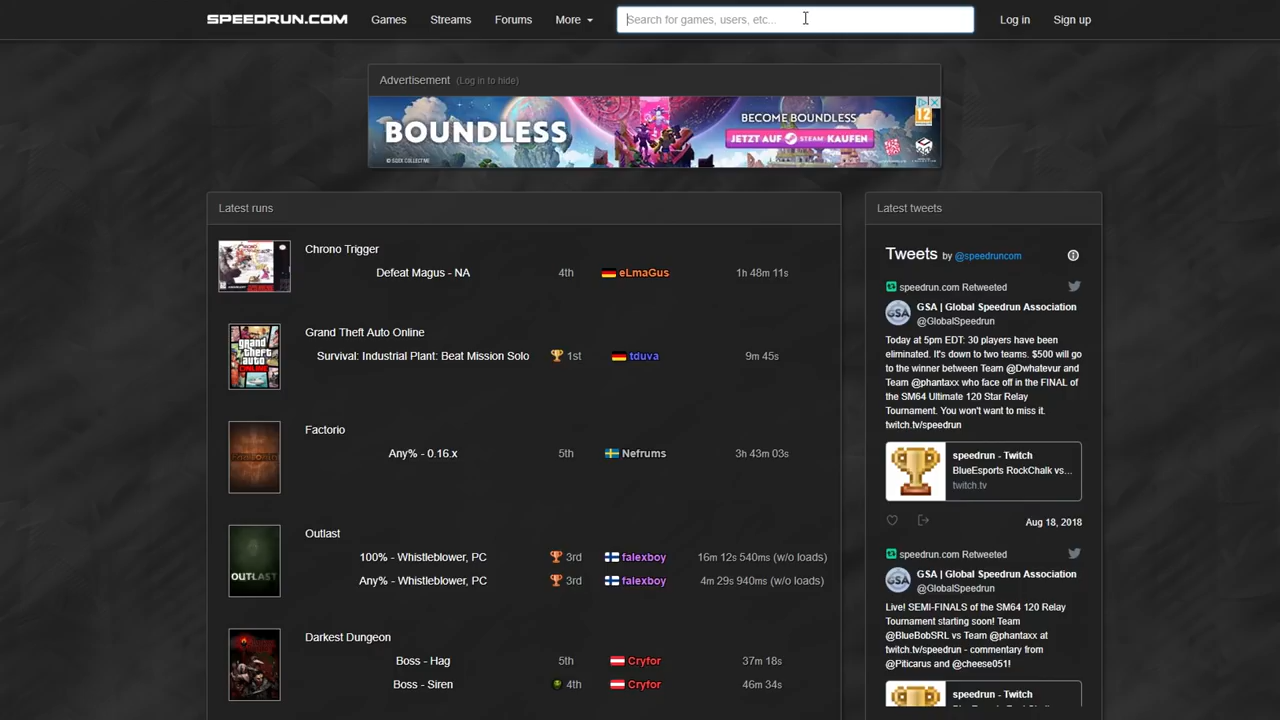 SPEEDRUN.COM Games Streams Forums More Search for games, users, etc... Log in Sign up
Advertisement (Log in to hide)
BOUNDLESS
BECOME BOUNDLESS
JETZT AUF STEAM KAUFEN
12
Latest runs
Chrono Trigger
Defeat Magus - NA 4th eLmaGus 1h 48m 11s
Grand Theft Auto Online
Survival: Industrial Plant: Beat Mission Solo 1st tduva 9m 45s
grand
theft
auto
ONLINE
Factorio
Any% - 0.16.x 5th Nefrums 3h 43m 03s
Outlast
100% - Whistleblower, PC 3rd falexboy 16m 12s 540ms (w/o loads)
Any% - Whistleblower, PC 3rd falexboy 4m 29s 940ms (w/o loads)
OUTLAST
Darkest Dungeon
Boss - Hag 5th Cryfor 37m 18s
Boss - Siren 4th Cryfor 46m 34s
Latest tweets
Tweets by @speedruncom
speedrun.com Retweeted
GSA
GSA | Global Speedrun Association
@GlobalSpeedrun
Today at 5pm EDT: 30 players have been
eliminated. It's down to two teams. $500 will go
to the winner between Team @Dwhatevur and
Team @phantaxx who face off in the FINAL of
the SM64 Ultimate 120 Star Relay
Tournament. You won't want to miss it.
twitch.tv/speedrun
speedrun - Twitch
BlueEsports RockChalk vs...
twitch.tv
Aug 18, 2018
speedrun.com Retweeted
GSA
GSA | Global Speedrun Association
@GlobalSpeedrun
Live! SEMI-FINALS of the SM64 120 Relay
Tournament starting soon! Team
@BlueBobSRL vs Team @phantaxx at
twitch.tv/speedrun - commentary from
@Piticarus and @cheese051!
speedrun - Twitch